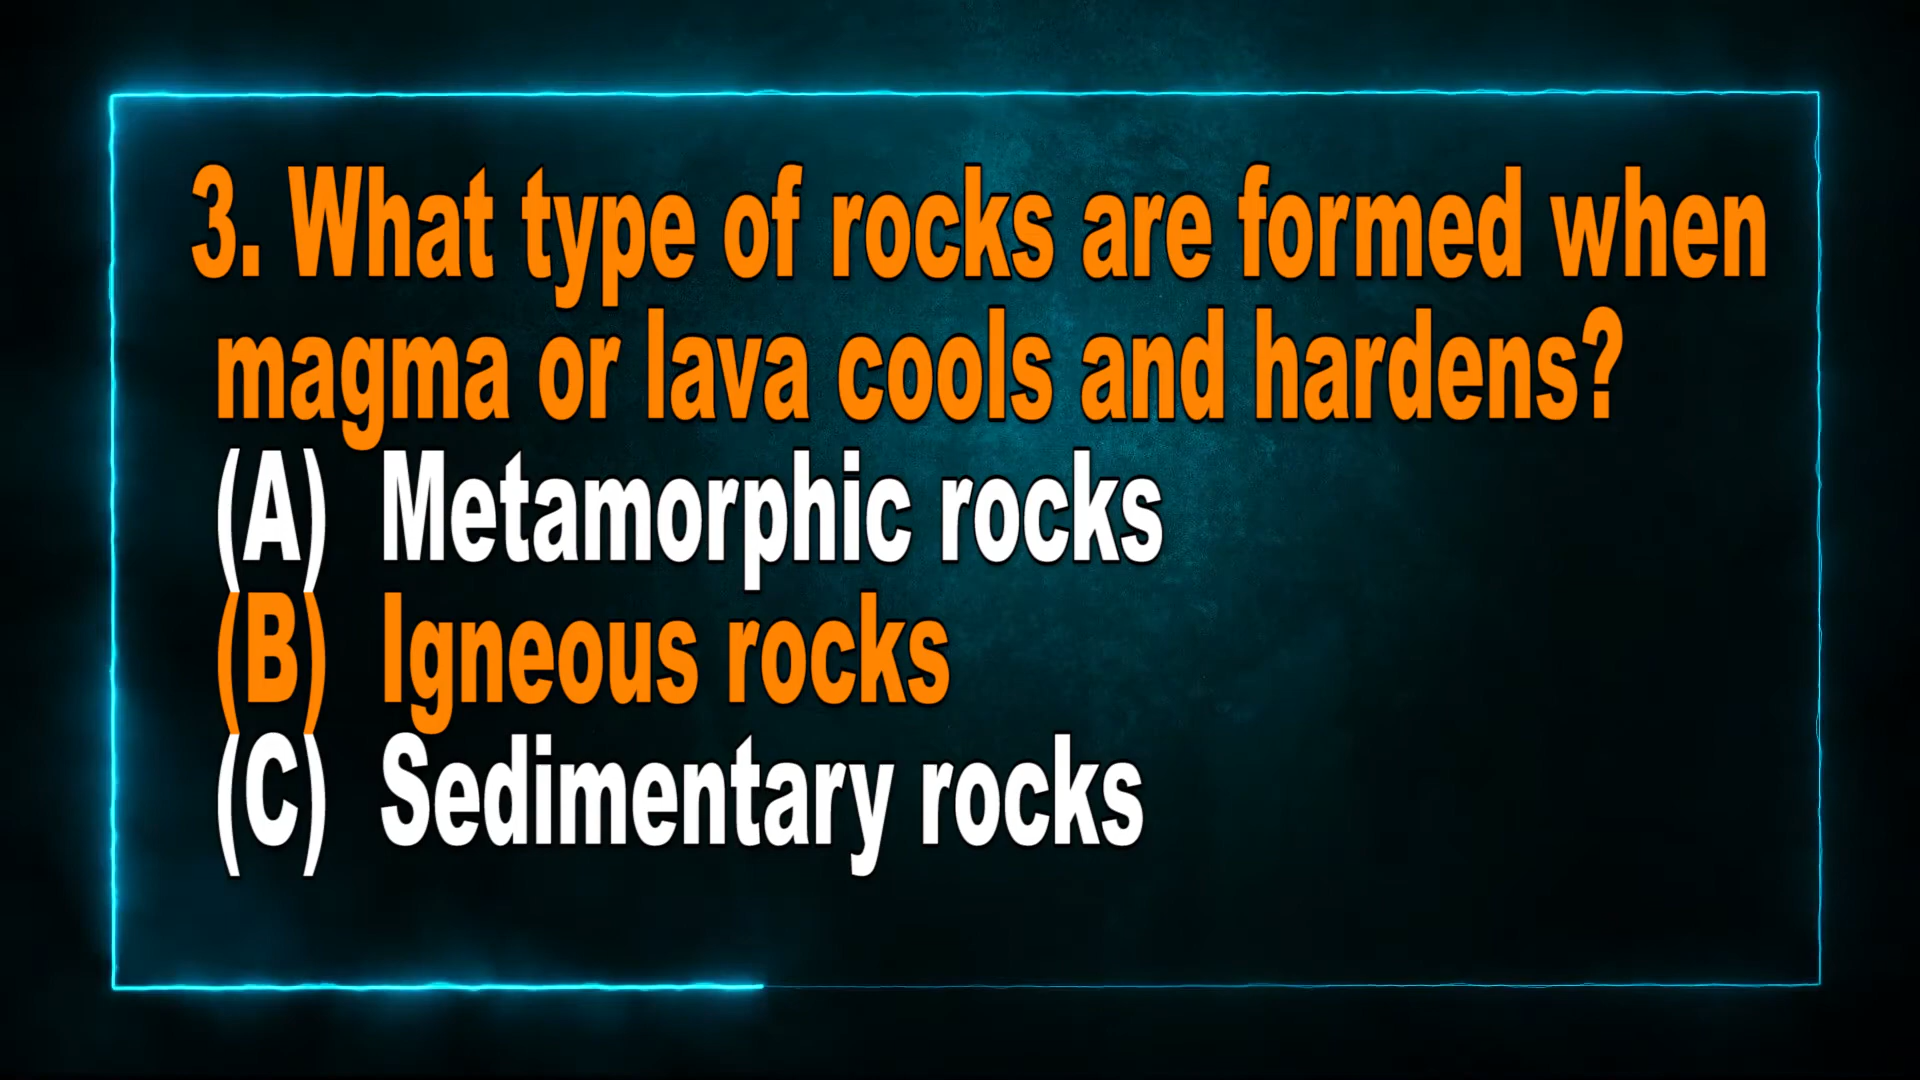 3. What type of rocks are formed when
magma or lava cools and hardens?
(A) Metamorphic rocks
(B) Igneous rocks
(C) Sedimentary rocks